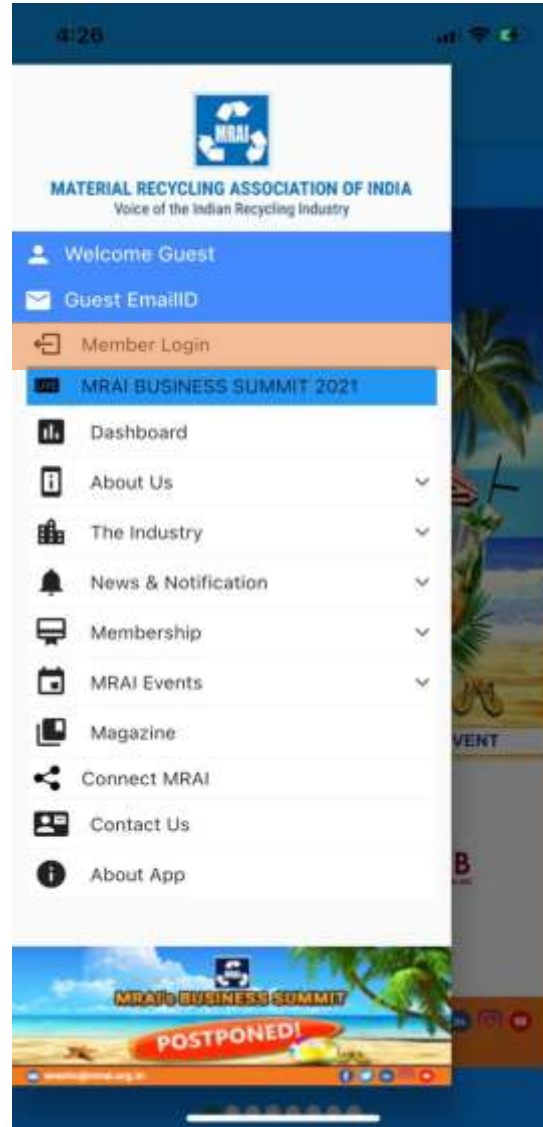 4:26
MRAI
MATERIAL RECYCLING ASSOCIATION OF INDIA
Voice of the Indian Recycling Industry
Welcome Guest
Guest EmailID
Member Login
MRAI BUSINESS SUMMIT 2021
Dashboard
About Us
The Industry
News & Notification
Membership
MRAI Events
Magazine
VENT
Connect MRAI
Contact Us
B
About App
MRAI's BUSINESS SUMMIT
POSTPONED!